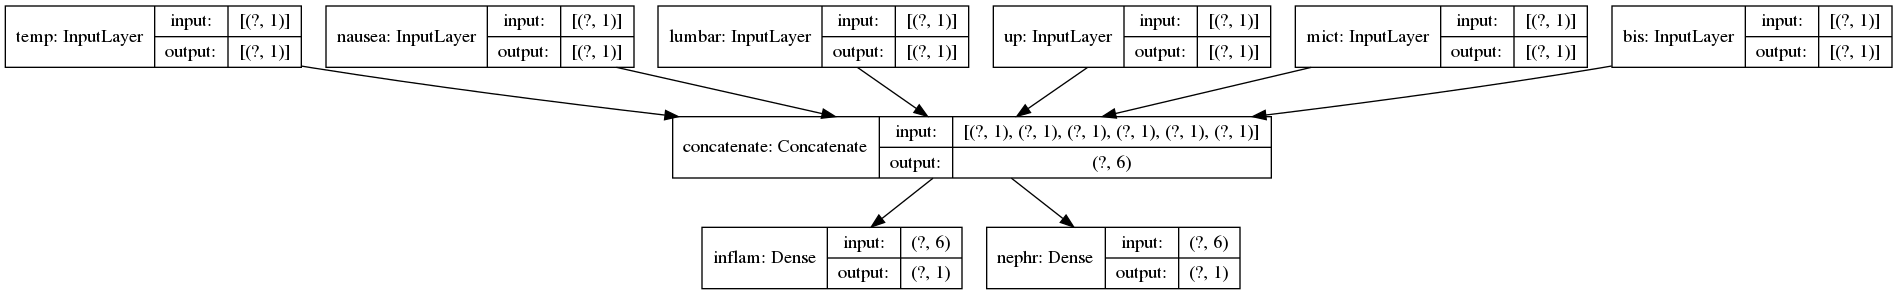 temp: InputLayer
input: [(?, 1)]
output: [(?, 1)]
nausea: InputLayer
input: [(?, 1)]
output: [(?, 1)]
lumbar: InputLayer
input: [(?, 1)]
output: [(?, 1)]
up: InputLayer
input: [(?, 1)]
output: [(?, 1)]
mict: InputLayer
input: [(?, 1)]
output: [(?, 1)]
bis: InputLayer
input: [(?, 1)]
output: [(?, 1)]
concatenate: Concatenate
input: [(?, 1), (?, 1), (?, 1), (?, 1), (?, 1), (?, 1)]
output: (?, 6)
inflam: Dense
input: (?, 6)
output: (?, 1)
nephr: Dense
input: (?, 6)
output: (?, 1)